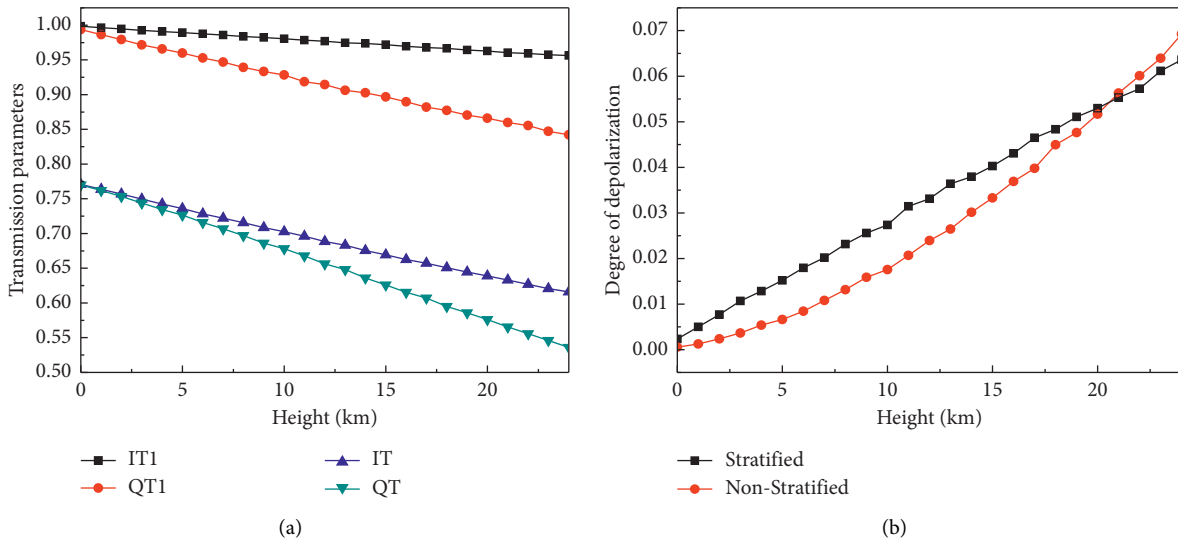 Transmission parameters
1.00
0.95
0.90
0.85
0.80
0.75
0.70
0.65
0.60
0.55
0.50
0 5 10 15 20
Height (km)
IT1 IT
QT1 QT
(a)
Degree of depolarization
0.07
0.06
0.05
0.04
0.03
0.02
0.01
0.00
0 5 10 15 20
Height (km)
Stratified
Non-Stratified
(b)